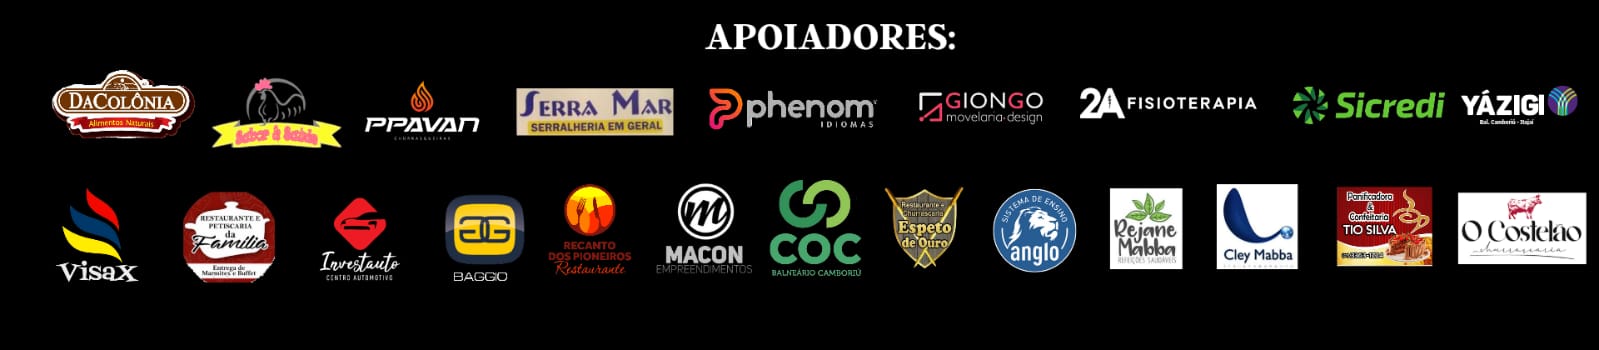 APOIADORES:
DACOLÔNIA
Alimentos Naturais
Sabor & Saúde
PPAVAN
CHURRASQUEIRAS
SERRA MAR
SERRALHERIA EM GERAL
phenom
IDIOMAS
GIONGO
movelaria+design
2A FISIOTERAPIA
Sicredi
YÁZIGI
Bal. Camboriú - Itajaí
VISAX
RESTAURANTE E
PETISCARIA
da
Família
Entrega de
Marmitex e Buffet
Investauto
CENTRO AUTOMOTIVO
BAGGIO
RECANTO
DOS PIONEIROS
Restaurante
m
MACON
EMPREENDIMENTOS
COC
BALNEÁRIO CAMBORIÚ
Restaurante e
Churrascaria
Espeto
de Ouro
SISTEMA DE ENSINO
anglo
Rejane
Mabba
REFEIÇÕES SAUDÁVEIS
Cley Mabba
Panificadora
&
Confeitaria
TIO SILVA
O Costelão
churrascaria